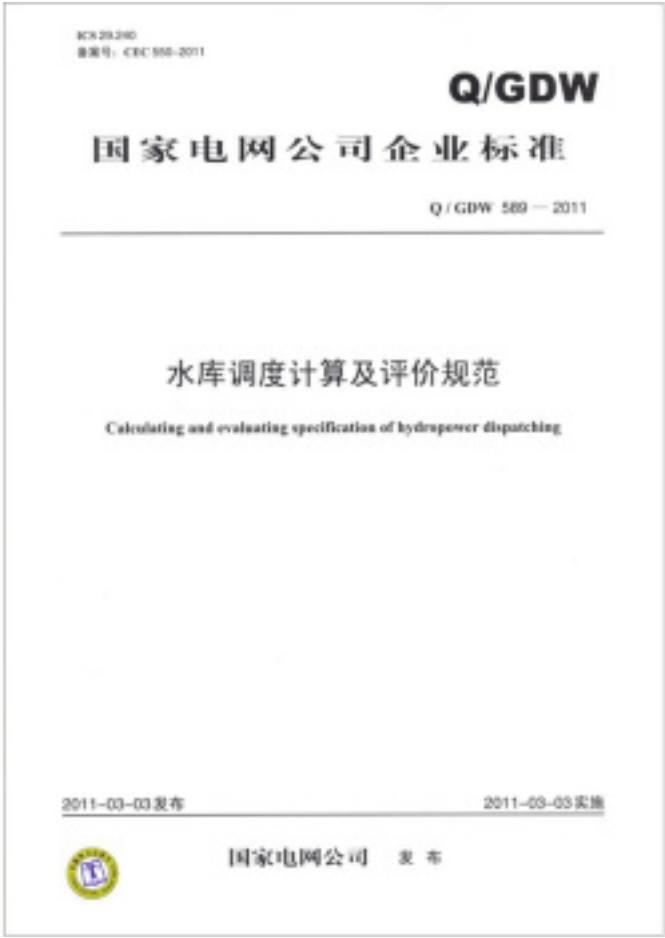 ICS 29.240
备案号：CEC 550-2011
Q/GDW
国家电网公司企业标准
Q / GDW 589 — 2011
水库调度计算及评价规范
Calculating and evaluating specification of hydropower dispatching
2011-03-03发布
2011-03-03实施
国家电网公司 发布